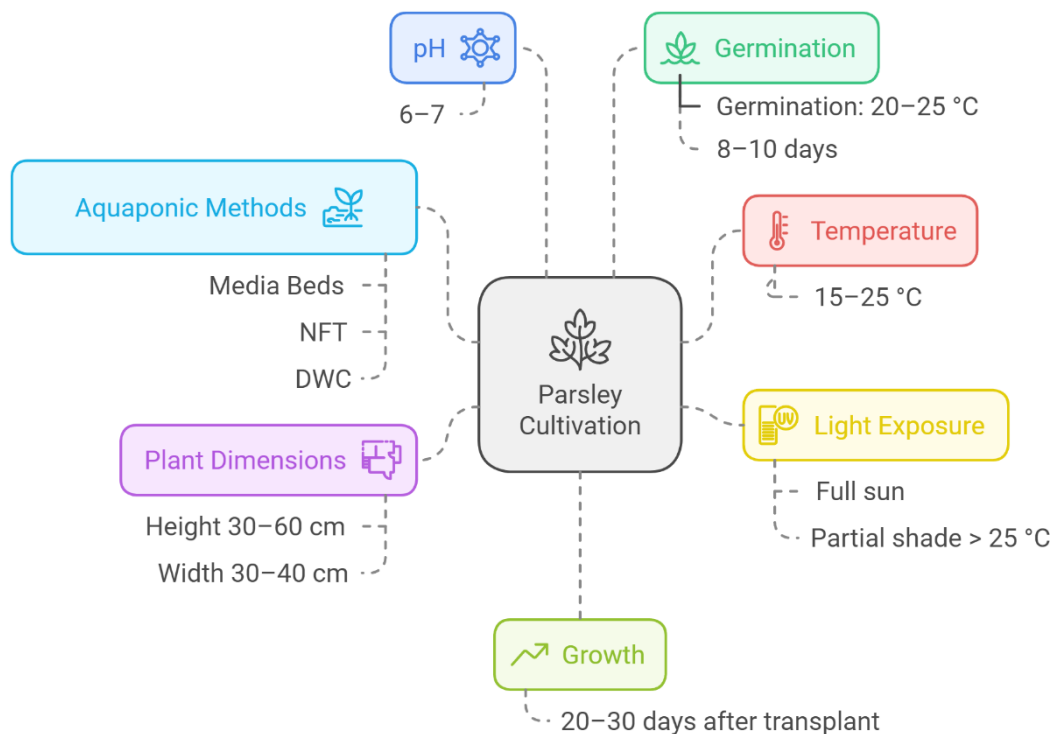 pH
6–7
Germination
Germination: 20–25 °C
8–10 days
Aquaponic Methods
Media Beds
NFT
DWC
Temperature
15–25 °C
Parsley
Cultivation
Plant Dimensions
Height 30–60 cm
Width 30–40 cm
UV
Light Exposure
Full sun
Partial shade > 25 °C
Growth
20–30 days after transplant